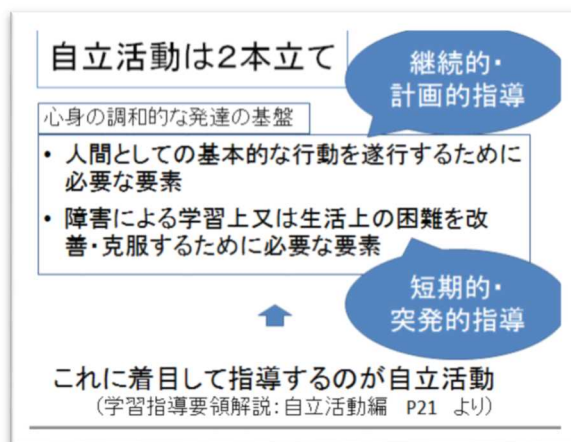 自立活動は2本立て
継続的・
計画的指導
心身の調和的な発達の基盤
• 人間としての基本的な行動を遂行するために
必要な要素
• 障害による学習上又は生活上の困難を改
善・克服するために必要な要素
短期的・
突発的指導
これに着目して指導するのが自立活動
（学習指導要領解説：自立活動編　P21　より）